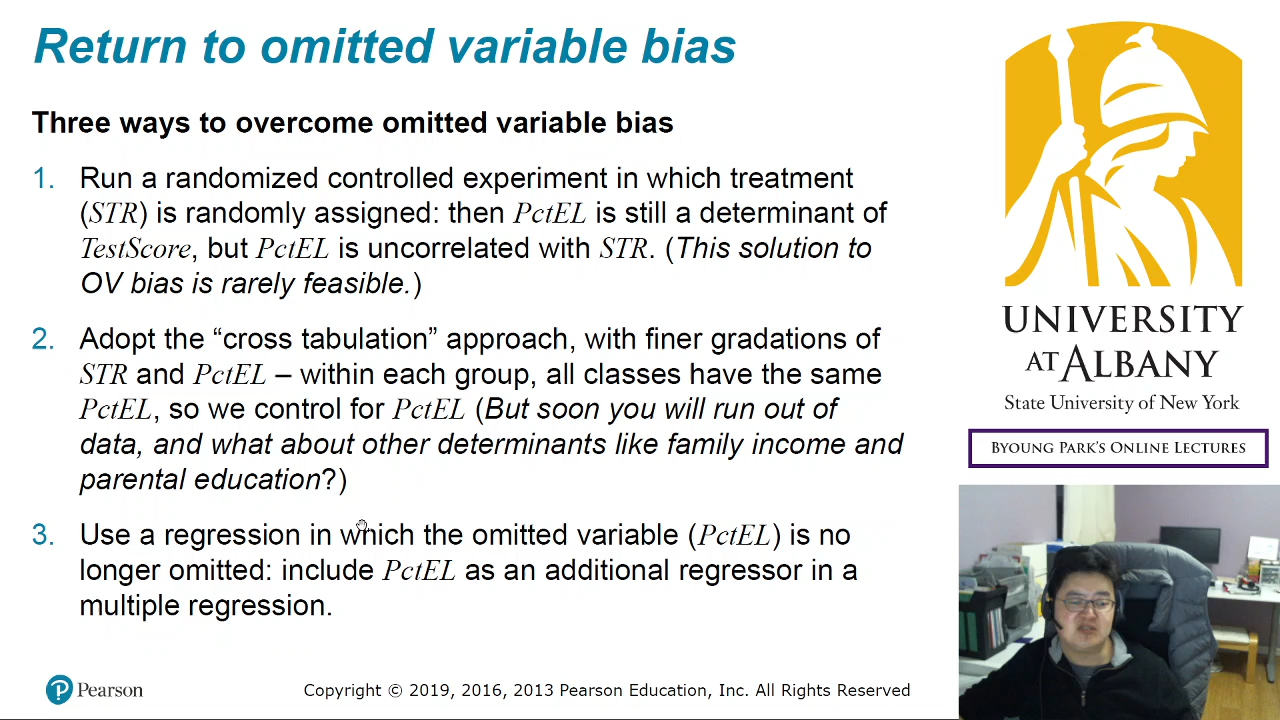 Return to omitted variable bias
Three ways to overcome omitted variable bias
1. Run a randomized controlled experiment in which treatment
(STR) is randomly assigned: then PctEL is still a determinant of
TestScore, but PctEL is uncorrelated with STR. (This solution to
OV bias is rarely feasible.)
2. Adopt the “cross tabulation” approach, with finer gradations of
STR and PctEL – within each group, all classes have the same
PctEL, so we control for PctEL (But soon you will run out of
data, and what about other determinants like family income and
parental education?)
3. Use a regression in which the omitted variable (PctEL) is no
longer omitted: include PctEL as an additional regressor in a
multiple regression.
P Pearson
Copyright © 2019, 2016, 2013 Pearson Education, Inc. All Rights Reserved
UNIVERSITY
AT ALBANY
State University of New York
BYOUNG PARK'S ONLINE LECTURES